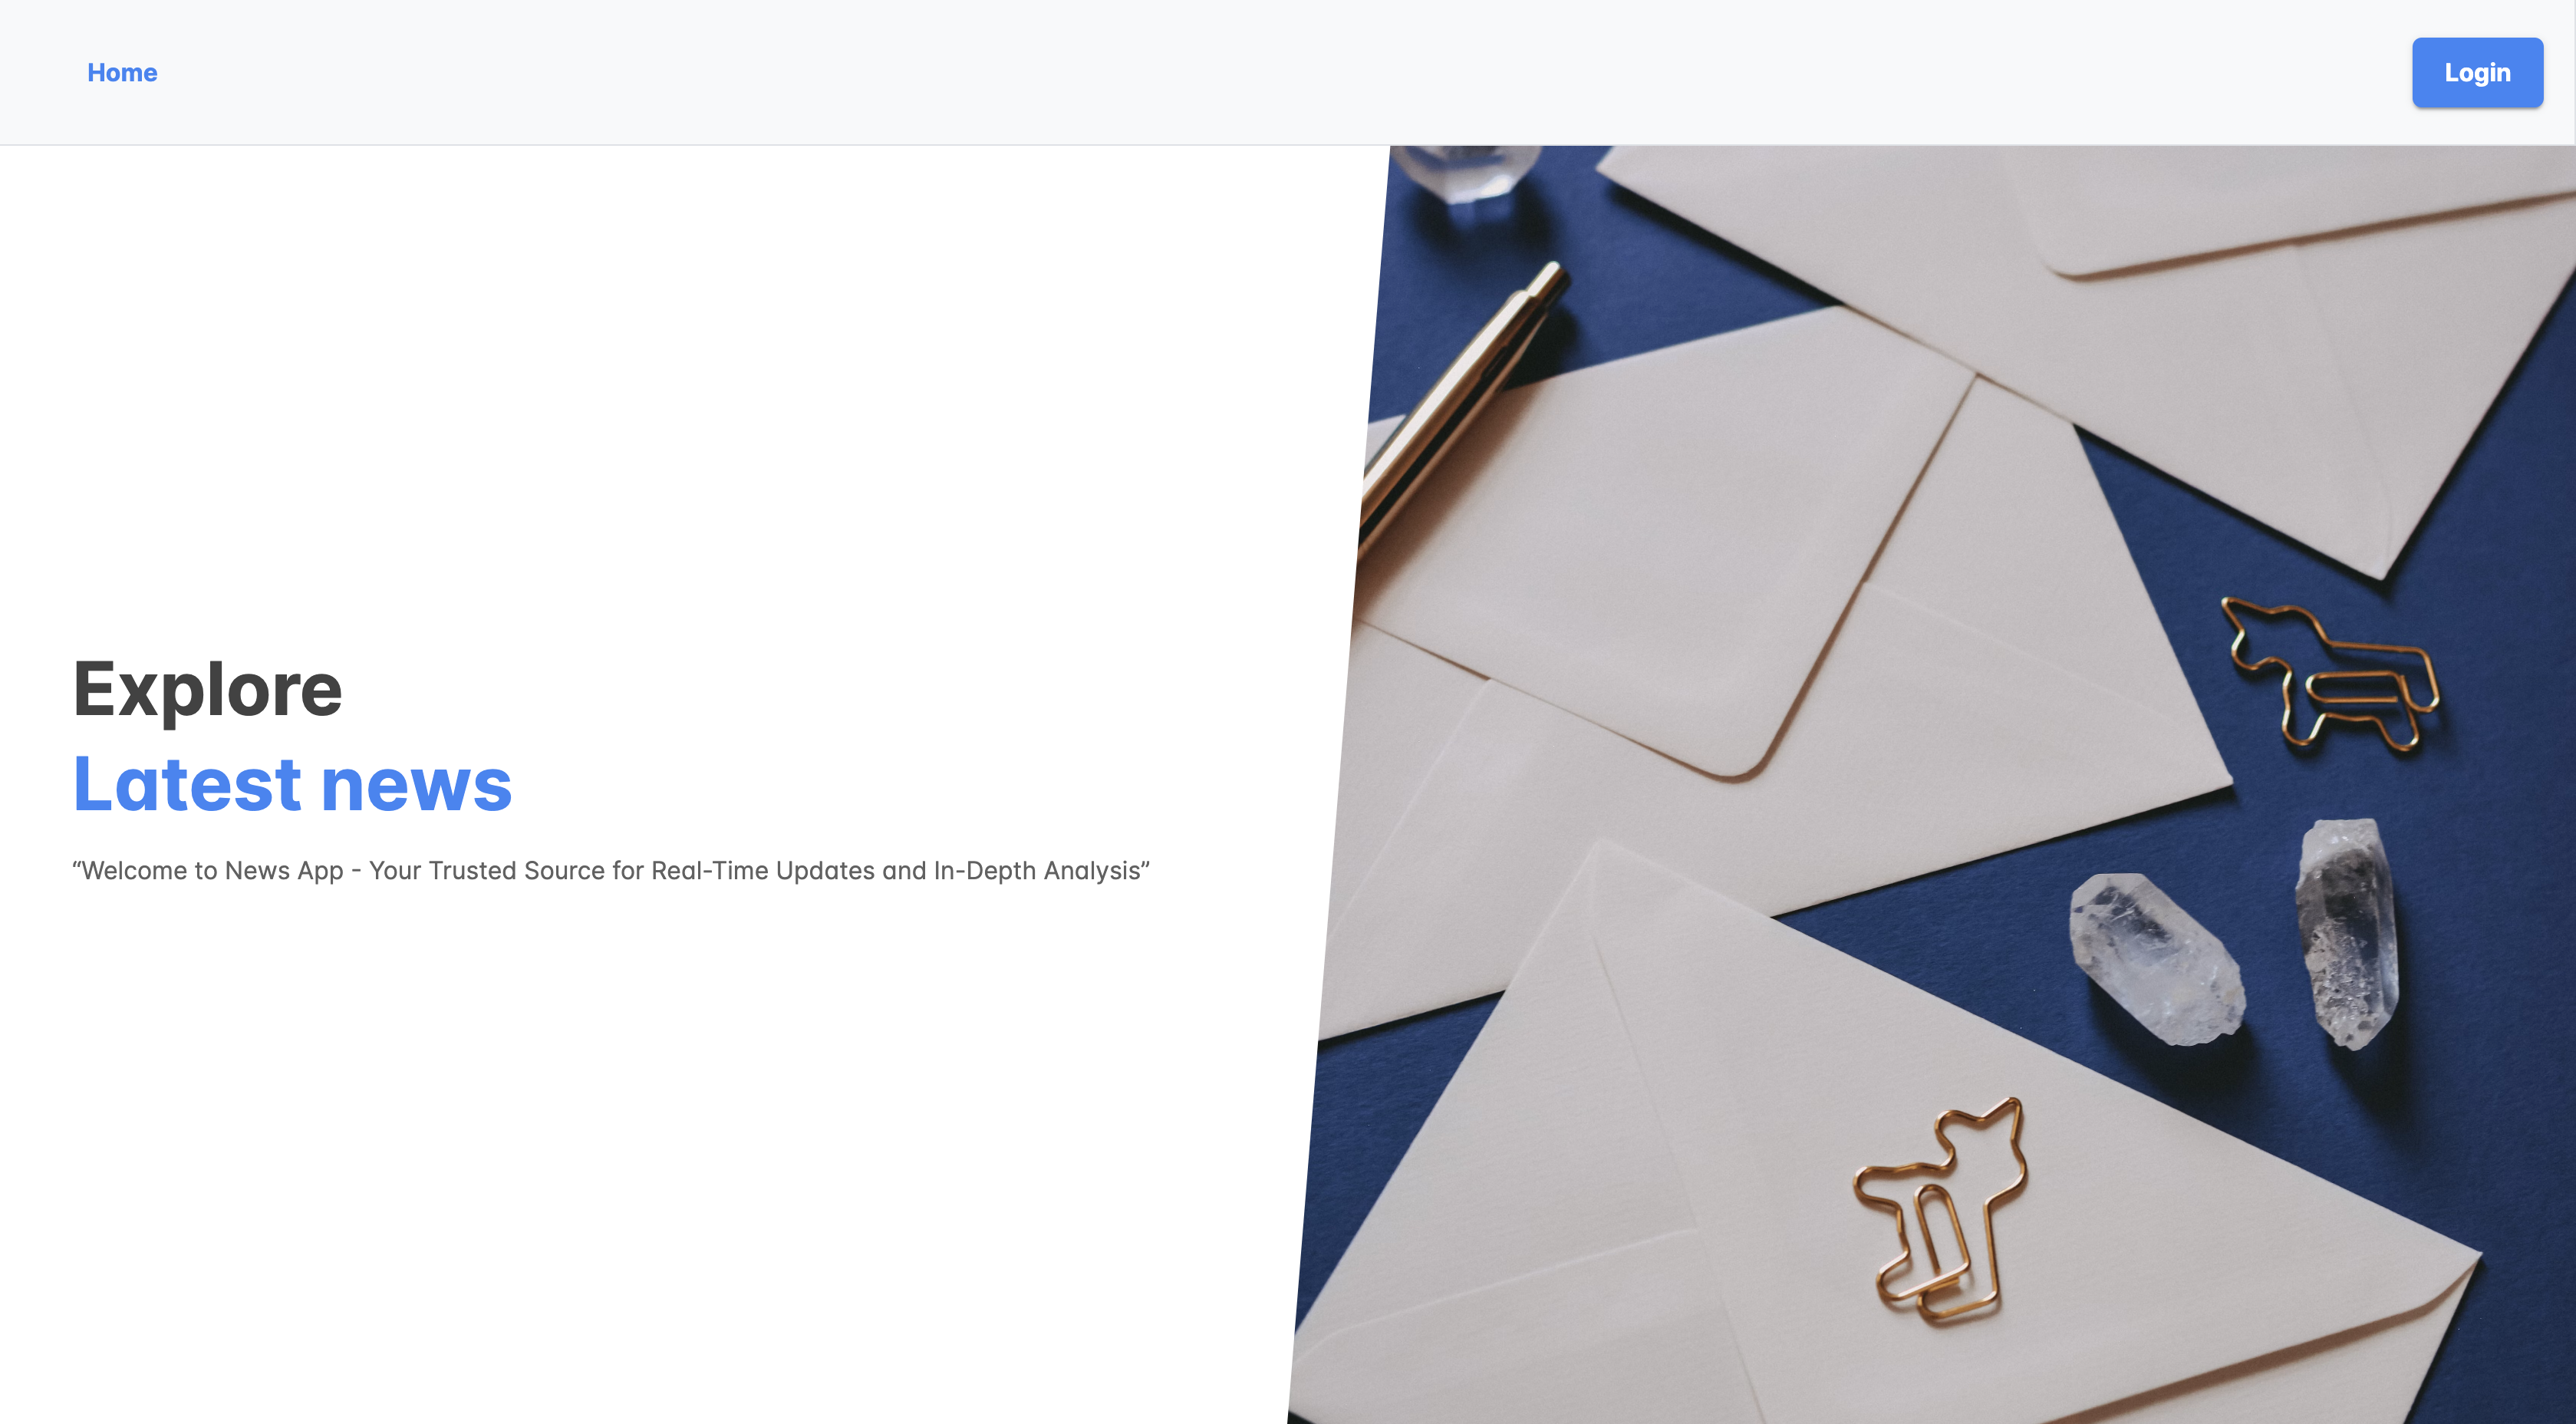 Home
Login
Explore
Latest news
“Welcome to News App - Your Trusted Source for Real-Time Updates and In-Depth Analysis”